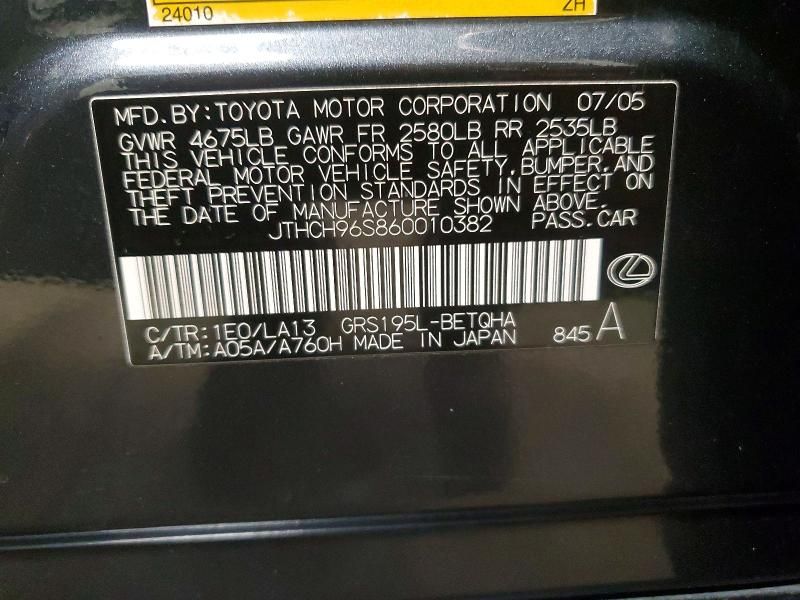 24010 ZH
MFD. BY: TOYOTA MOTOR CORPORATION 07/05
GVWR 4675LB GAWR FR 2580LB RR 2535LB
THIS VEHICLE CONFORMS TO ALL APPLICABLE
FEDERAL MOTOR VEHICLE SAFETY, BUMPER, AND
THEFT PREVENTION STANDARDS IN EFFECT ON
THE DATE OF MANUFACTURE SHOWN ABOVE.
JTHCH96S860010382 PASS. CAR
C/TR: 1E0/LA13 GRS195L-BETQHA
A/TM: A05A/A760H MADE IN JAPAN 845 A